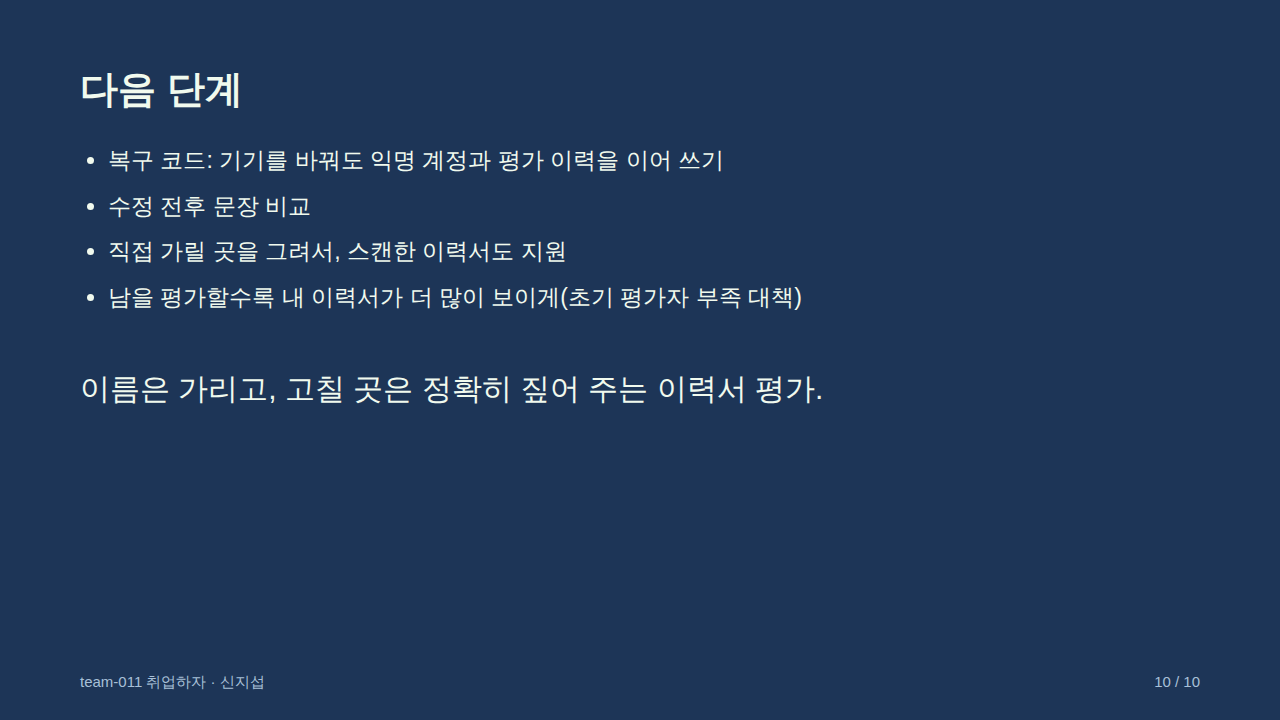 다음 단계
• 복구 코드: 기기를 바꿔도 익명 계정과 평가 이력을 이어 쓰기
• 수정 전후 문장 비교
• 직접 가릴 곳을 그려서, 스캔한 이력서도 지원
• 남을 평가할수록 내 이력서가 더 많이 보이게(초기 평가자 부족 대책)
이름은 가리고, 고칠 곳은 정확히 짚어 주는 이력서 평가.
team-011 취업하자 · 신지섭
10 / 10